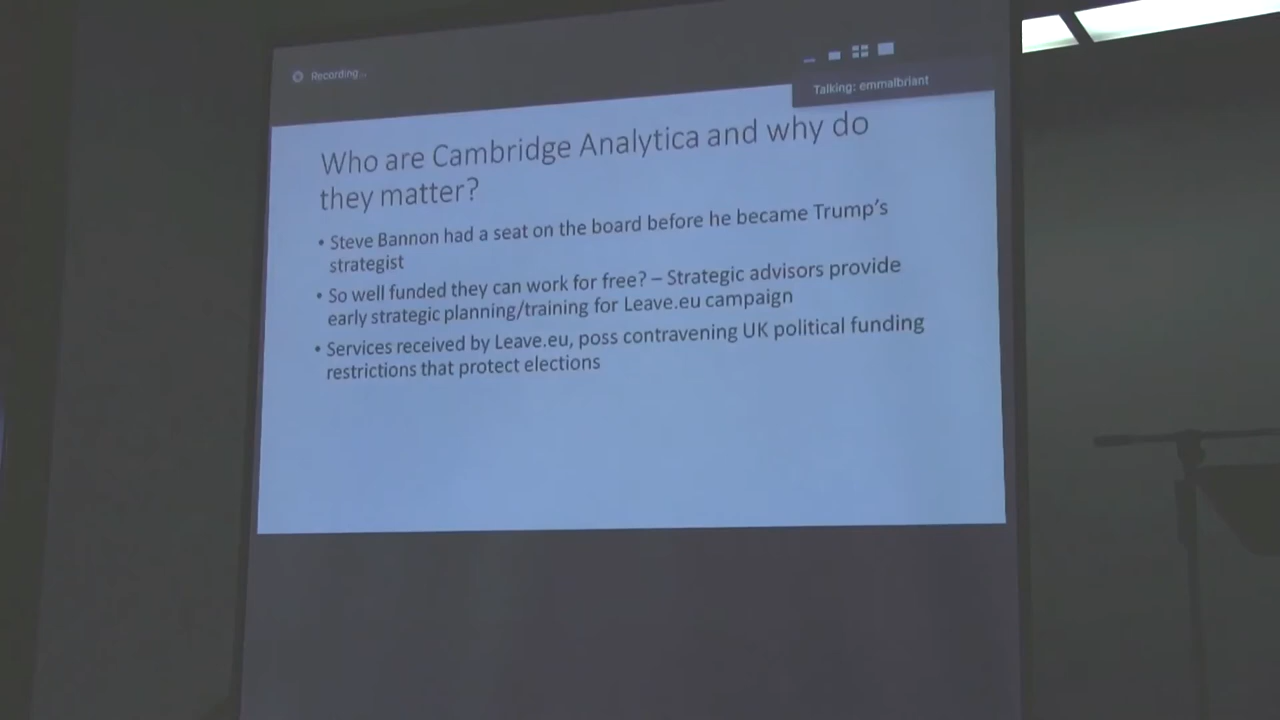 Recording...
Talking: emmalbriant
Who are Cambridge Analytica and why do
they matter?
• Steve Bannon had a seat on the board before he became Trump's
strategist
• So well funded they can work for free? – Strategic advisors provide
early strategic planning/training for Leave.eu campaign
• Services received by Leave.eu, poss contravening UK political funding
restrictions that protect elections